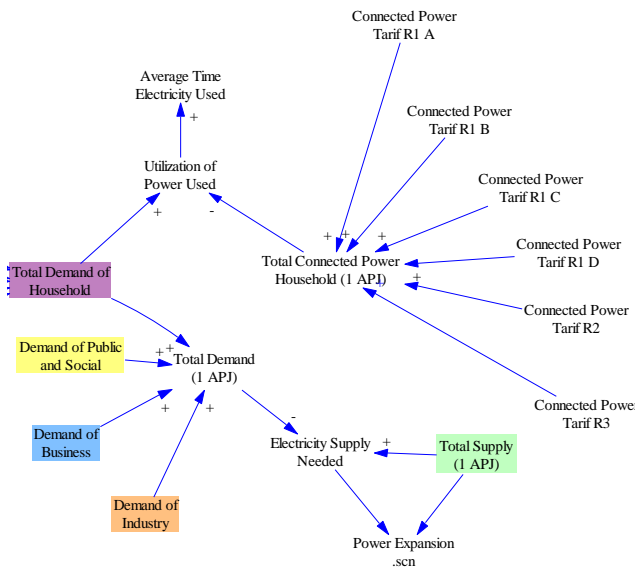 Connected Power
Tarif R1 A
Average Time
Electricity Used
+
Connected Power
Tarif R1 B
Utilization of
Power Used
Connected Power
Tarif R1 C
+
-
+
+
+
Connected Power
Tarif R1 D
Total Connected Power
Household (1 APJ)
+
+
Total Demand of
Household
Connected Power
Tarif R2
Demand of Public
and Social
+
+
Total Demand
(1 APJ)
Connected Power
Tarif R3
+
+
-
Demand of
Business
Electricity Supply
Needed
+
Total Supply
(1 APJ)
Demand of
Industry
Power Expansion
.scn